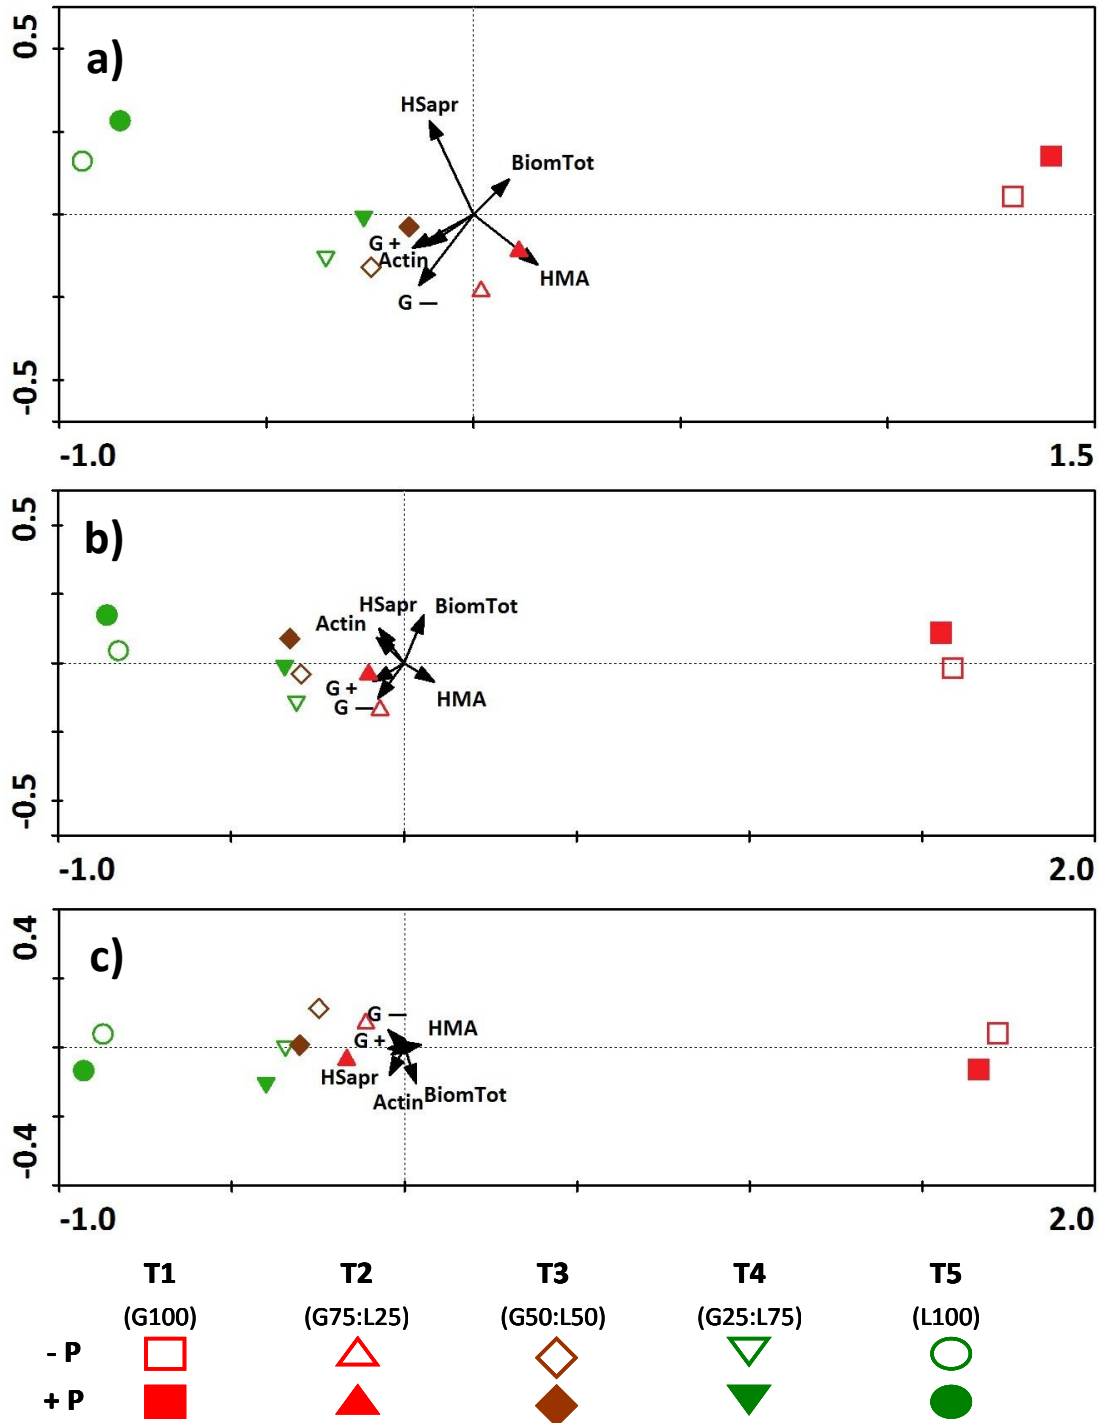 0.5
a)
HSapr
BiomTot
G +
Actin
HMA
G —
-0.5
-1.0 1.5
0.5
b)
HSapr BiomTot
Actin
G +
HMA
G —
-0.5
-1.0 2.0
0.4
c)
G —
HMA
G +
HSapr
BiomTot
Actin
-0.4
-1.0 2.0
T1 T2 T3 T4 T5
(G100) (G75:L25) (G50:L50) (G25:L75) (L100)
- P
+ P